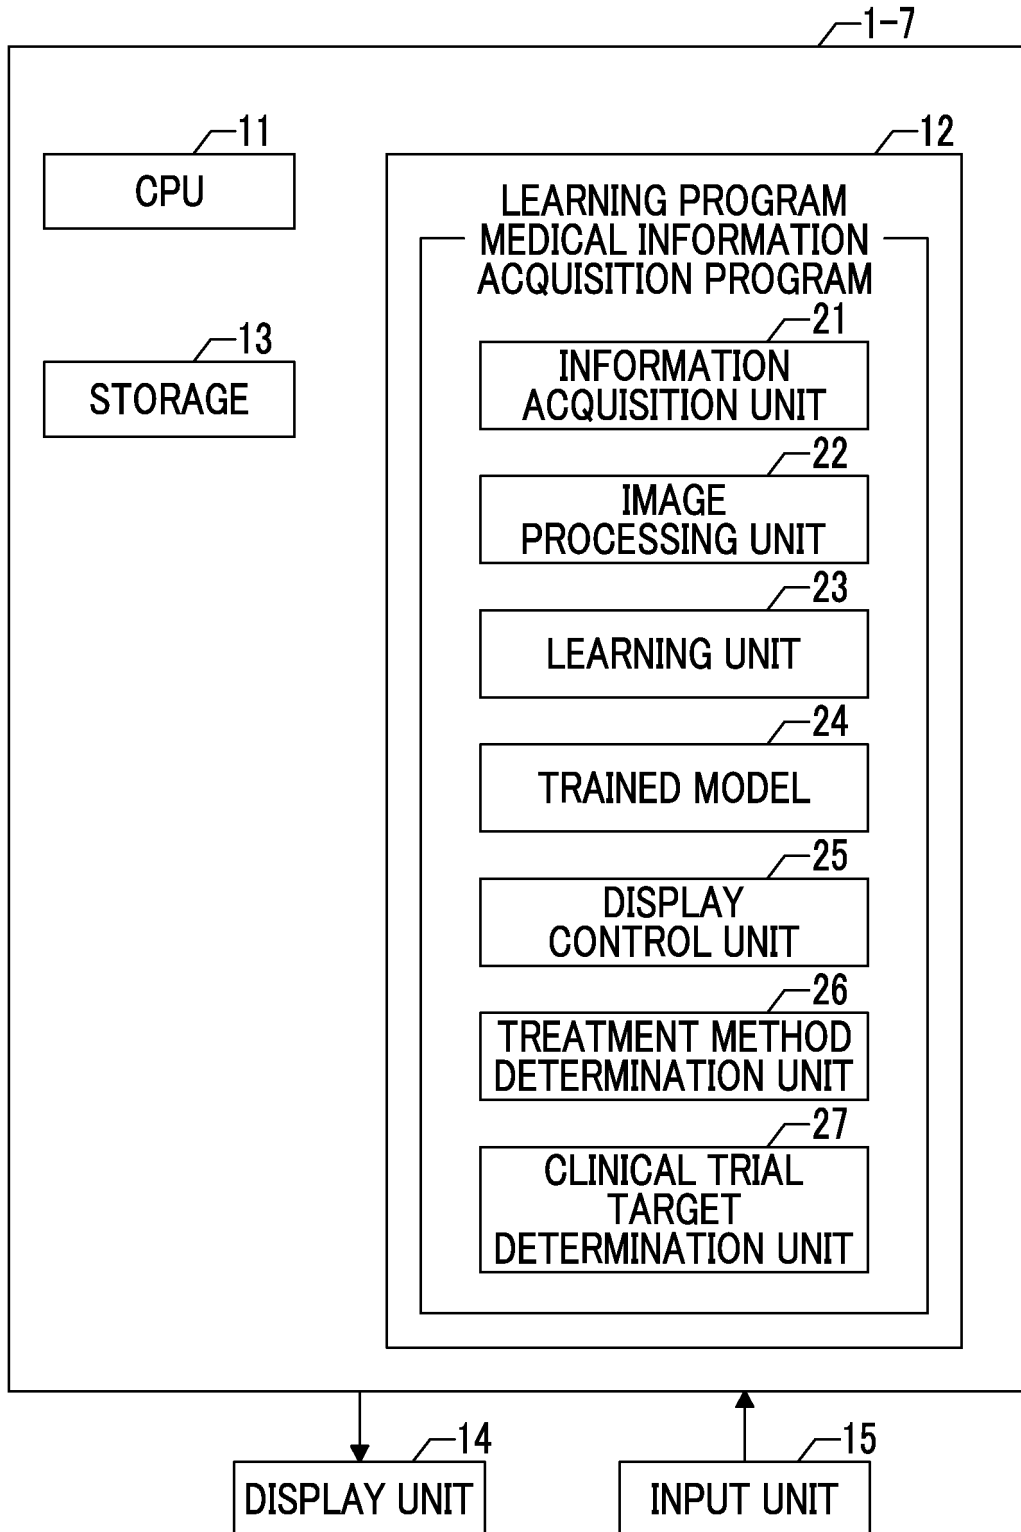 1-7
11
CPU
12
LEARNING PROGRAM
MEDICAL INFORMATION
ACQUISITION PROGRAM
13
STORAGE
21
INFORMATION
ACQUISITION UNIT
22
IMAGE
PROCESSING UNIT
23
LEARNING UNIT
24
TRAINED MODEL
25
DISPLAY
CONTROL UNIT
26
TREATMENT METHOD
DETERMINATION UNIT
27
CLINICAL TRIAL
TARGET
DETERMINATION UNIT
14
DISPLAY UNIT
15
INPUT UNIT